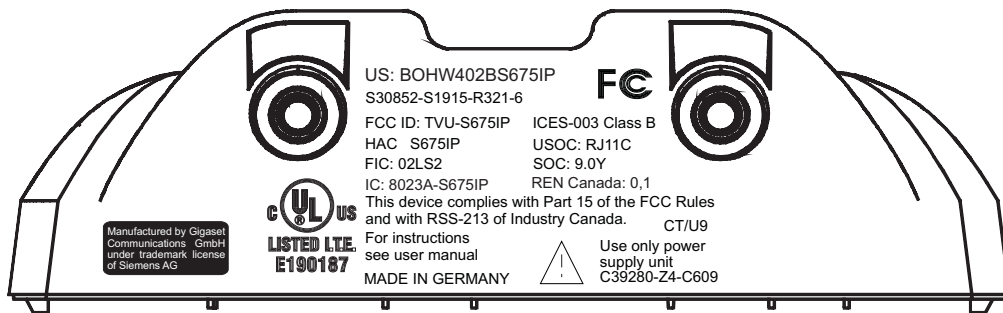 US: BOHW402BS675IP
FC
S30852-S1915-R321-6
FCC ID: TVU-S675IP ICES-003 Class B
HAC S675IP USOC: RJ11C
FIC: 02LS2 SOC: 9.0Y
IC: 8023A-S675IP REN Canada: 0,1
This device complies with Part 15 of the FCC Rules
and with RSS-213 of Industry Canada.
CT/U9
C UL US
®
LISTED I.T.E.
E190187
Manufactured by Gigaset
Communications GmbH
under trademark license
of Siemens AG
For instructions
see user manual
MADE IN GERMANY
Use only power
supply unit
C39280-Z4-C609